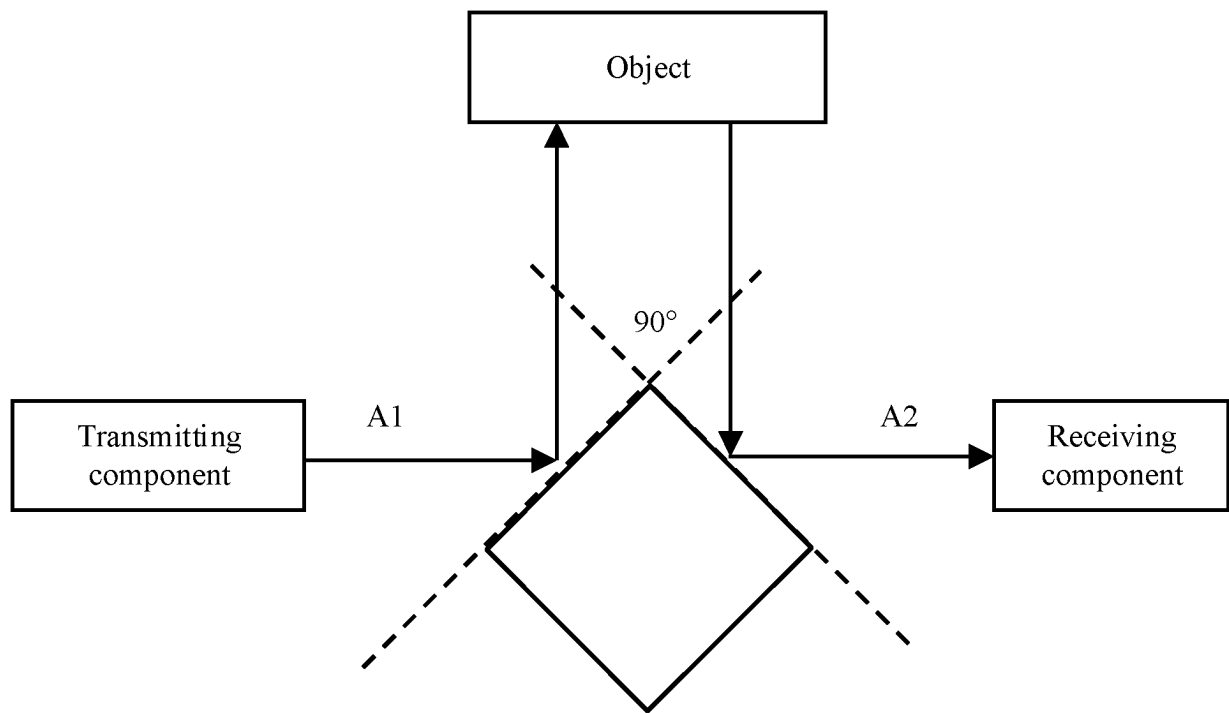 Object
90°
A1
A2
Transmitting
component
Receiving
component